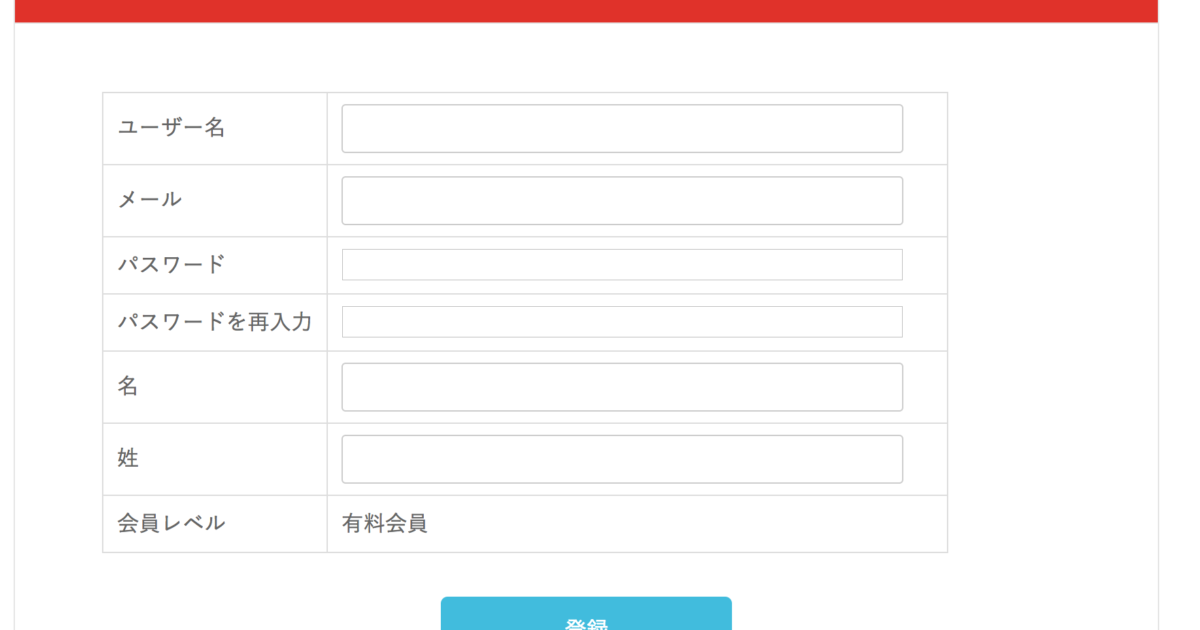 ユーザー名
メール
パスワード
パスワードを再入力
名
姓
会員レベル 有料会員
登録